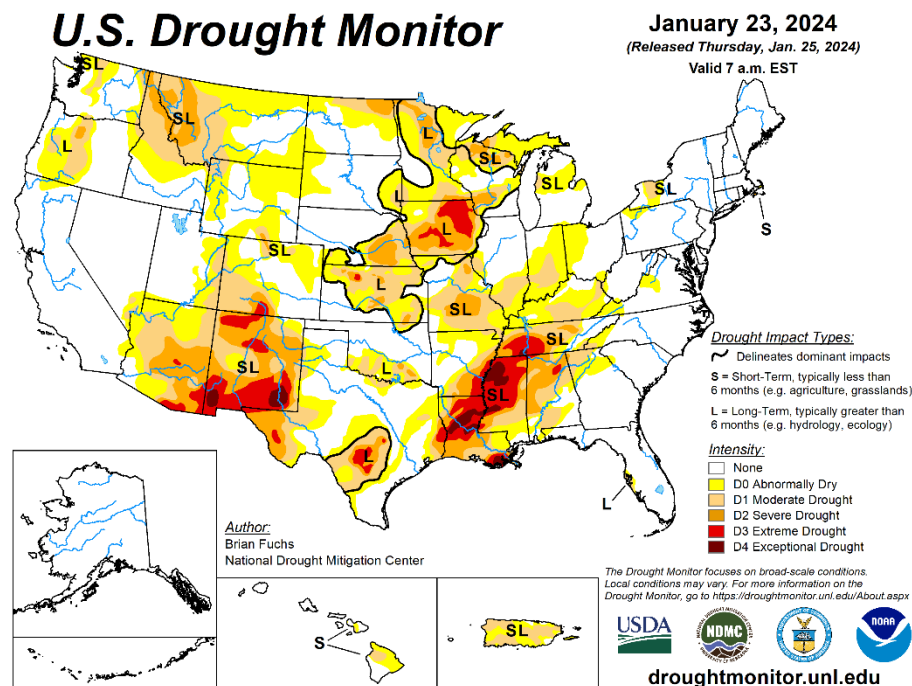 U.S. Drought Monitor
January 23, 2024
(Released Thursday, Jan. 25, 2024)
Valid 7 a.m. EST
SL
SL
L
L
SL
SL
SL
L
L
S
SL
L
SL
SL
SL
L
SL
L
L
Drought Impact Types:
Delineates dominant impacts
S = Short-Term, typically less than
6 months (e.g. agriculture, grasslands)
L = Long-Term, typically greater than
6 months (e.g. hydrology, ecology)
Intensity:
None
D0 Abnormally Dry
D1 Moderate Drought
D2 Severe Drought
D3 Extreme Drought
D4 Exceptional Drought
Author:
Brian Fuchs
National Drought Mitigation Center
S
SL
The Drought Monitor focuses on broad-scale conditions.
Local conditions may vary. For more information on the
Drought Monitor, go to https://droughtmonitor.unl.edu/About.aspx
USDA
NDMC
NOAA
droughtmonitor.unl.edu